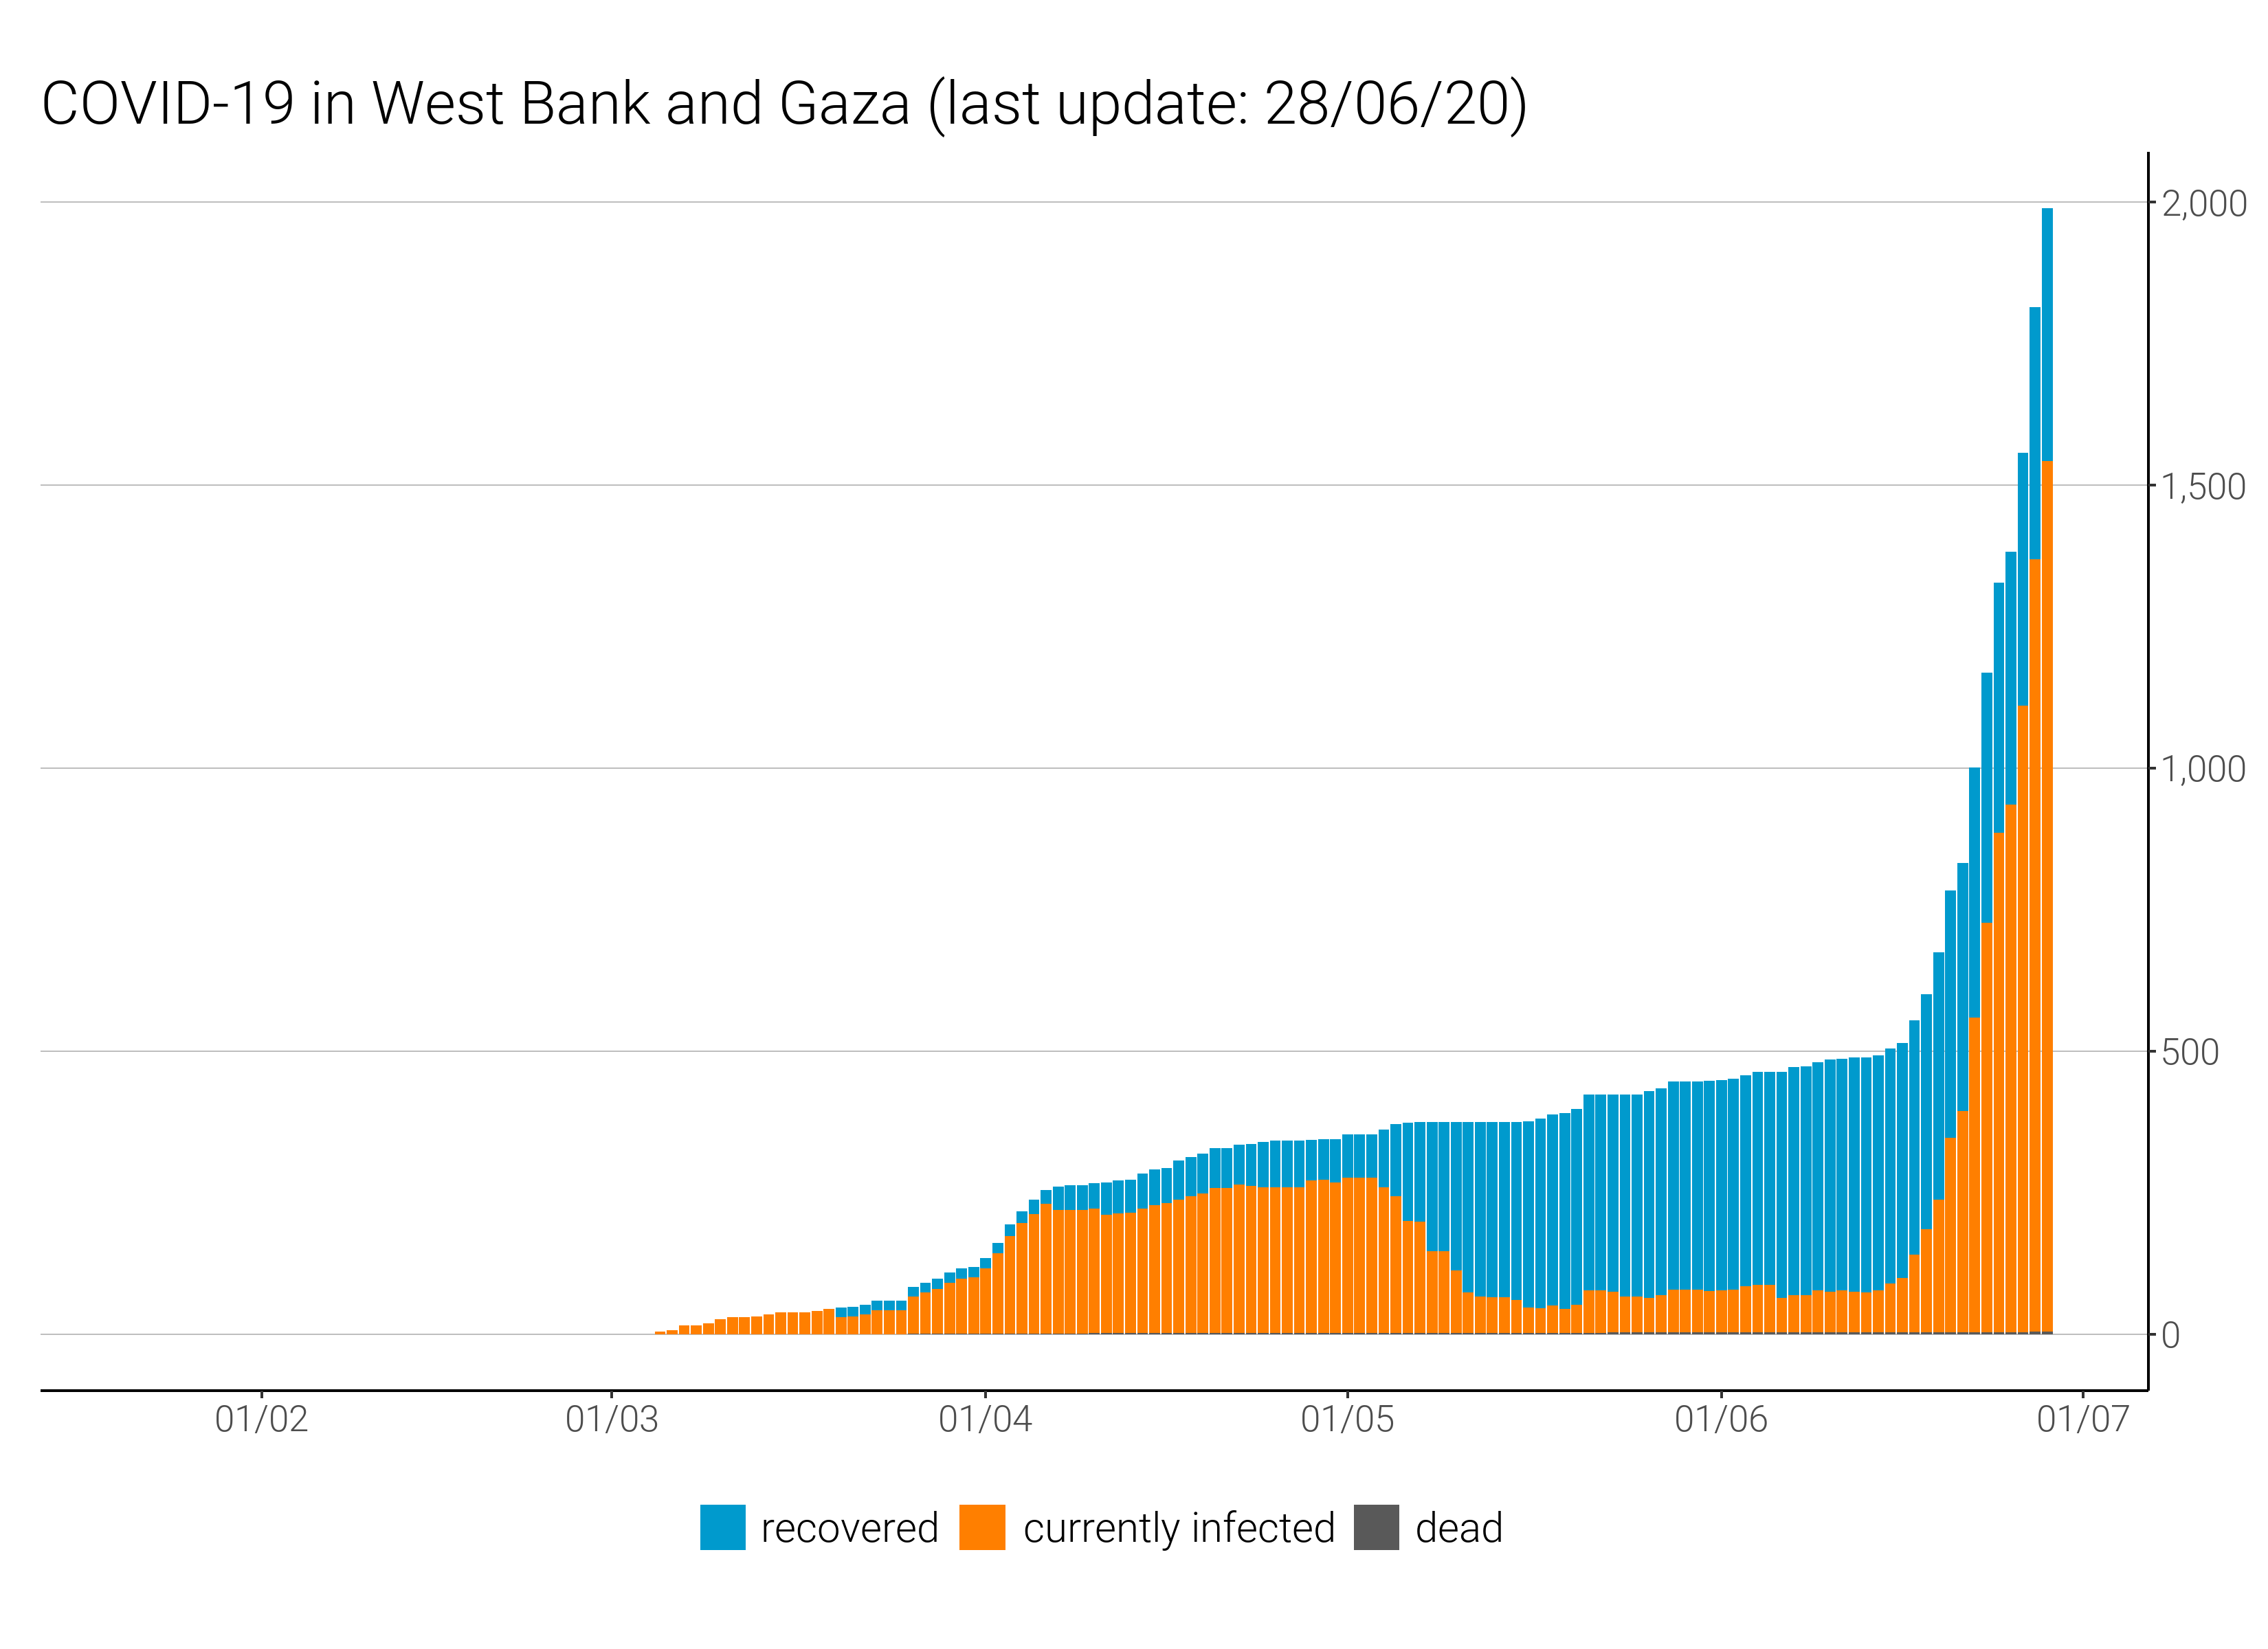 COVID-19 in West Bank and Gaza (last update: 28/06/20)
2,000
1,500
1,000
500
0
01/02 01/03 01/04 01/05 01/06 01/07
recovered currently infected dead